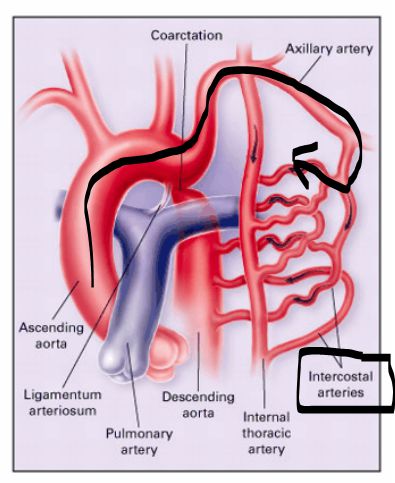 Coarctation
Axillary artery
Ascending
aorta
Ligamentum
arteriosum
Pulmonary
artery
Descending
aorta
Internal
thoracic
artery
Intercostal
arteries